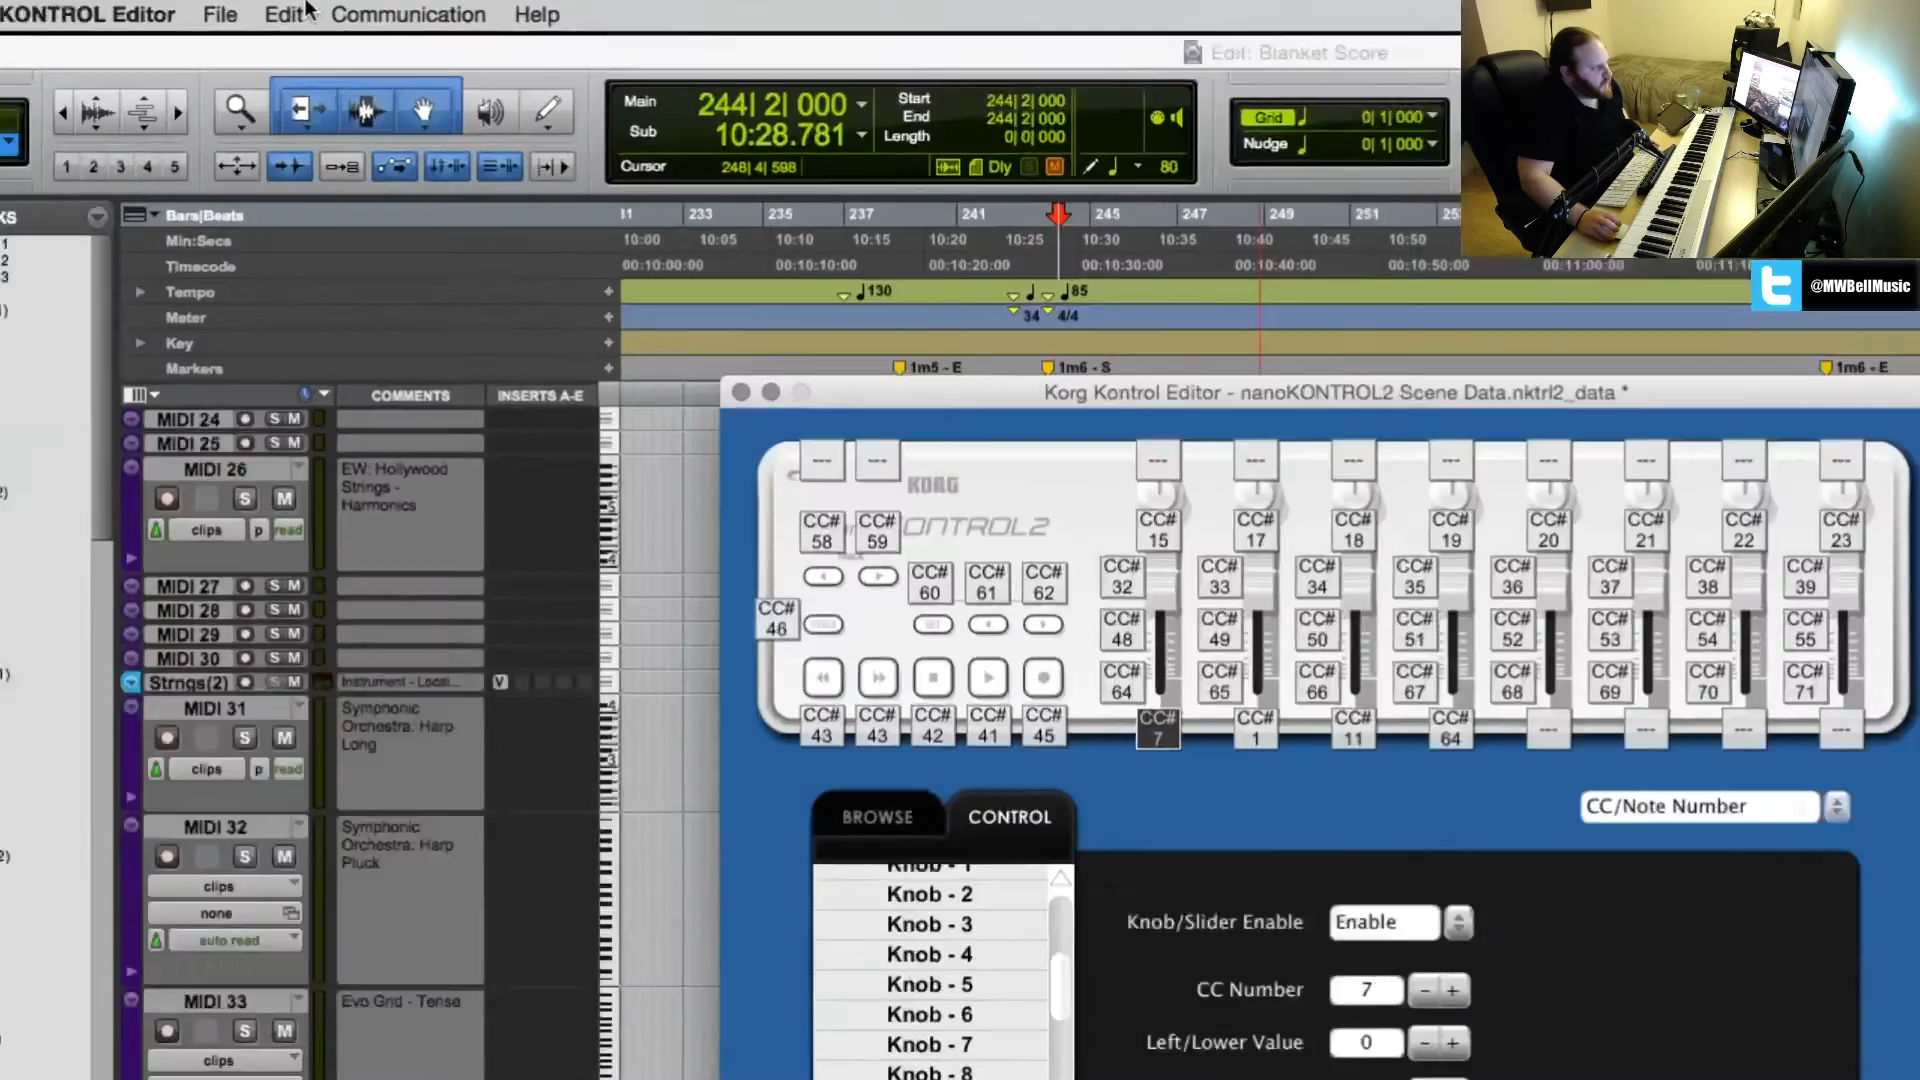 KONTROL Editor File Edit Communication Help
Edit: Blanket Score
Main 244| 2| 000
Sub 10:28.781
Start 244| 2| 000
End 244| 2| 000
Length 0| 0| 000
Cursor 248| 4| 598
Dly
80
Grid 0| 1| 000
Nudge 0| 1| 000
1 2 3 4 5
@MWBellMusic
KS
Bars|Beats
233 235 237 241 245 247 249 251
Min:Secs
10:00 10:05 10:10 10:15 10:20 10:25 10:30 10:35 10:40 10:45 10:50
Timecode
00:10:00:00 00:10:10:00 00:10:20:00 00:10:30:00 00:10:40:00 00:10:50:00 00:11:00:00
Tempo
130 85
Meter
34 4/4
Key
Markers
1m5 - E 1m6 - S 1m6 - E
COMMENTS INSERTS A-E
MIDI 24 S M
MIDI 25 S M
MIDI 26
S M
clips p read
EW: Hollywood
Strings -
Harmonics
MIDI 27 S M
MIDI 28 S M
MIDI 29 S M
MIDI 30 S M
Strngs(2) S M Instrument - Locati... V
MIDI 31
S M
clips p read
Symphonic
Orchestra: Harp
Long
MIDI 32
S M
clips
none
auto read
Symphonic
Orchestra: Harp
Pluck
MIDI 33
S M
clips
Evo Grid - Tense
Korg Kontrol Editor - nanoKONTROL2 Scene Data.nktrl2_data *
--- --- --- --- --- --- --- --- --- ---
KORG
ONTROL2
CC# 58 CC# 59
CC# 15 CC# 17 CC# 18 CC# 19 CC# 20 CC# 21 CC# 22 CC# 23
CC# 60 CC# 61 CC# 62
CC# 32 CC# 33 CC# 34 CC# 35 CC# 36 CC# 37 CC# 38 CC# 39
CC# 46
CC# 48 CC# 49 CC# 50 CC# 51 CC# 52 CC# 53 CC# 54 CC# 55
CC# 64 CC# 65 CC# 66 CC# 67 CC# 68 CC# 69 CC# 70 CC# 71
CC# 43 CC# 43 CC# 42 CC# 41 CC# 45
CC# 7 CC# 1 CC# 11 CC# 64 --- --- --- ---
CC/Note Number
BROWSE CONTROL
Knob - 1
Knob - 2
Knob - 3
Knob - 4
Knob - 5
Knob - 6
Knob - 7
Knob - 8
Knob/Slider Enable Enable
CC Number 7 - +
Left/Lower Value 0 - +